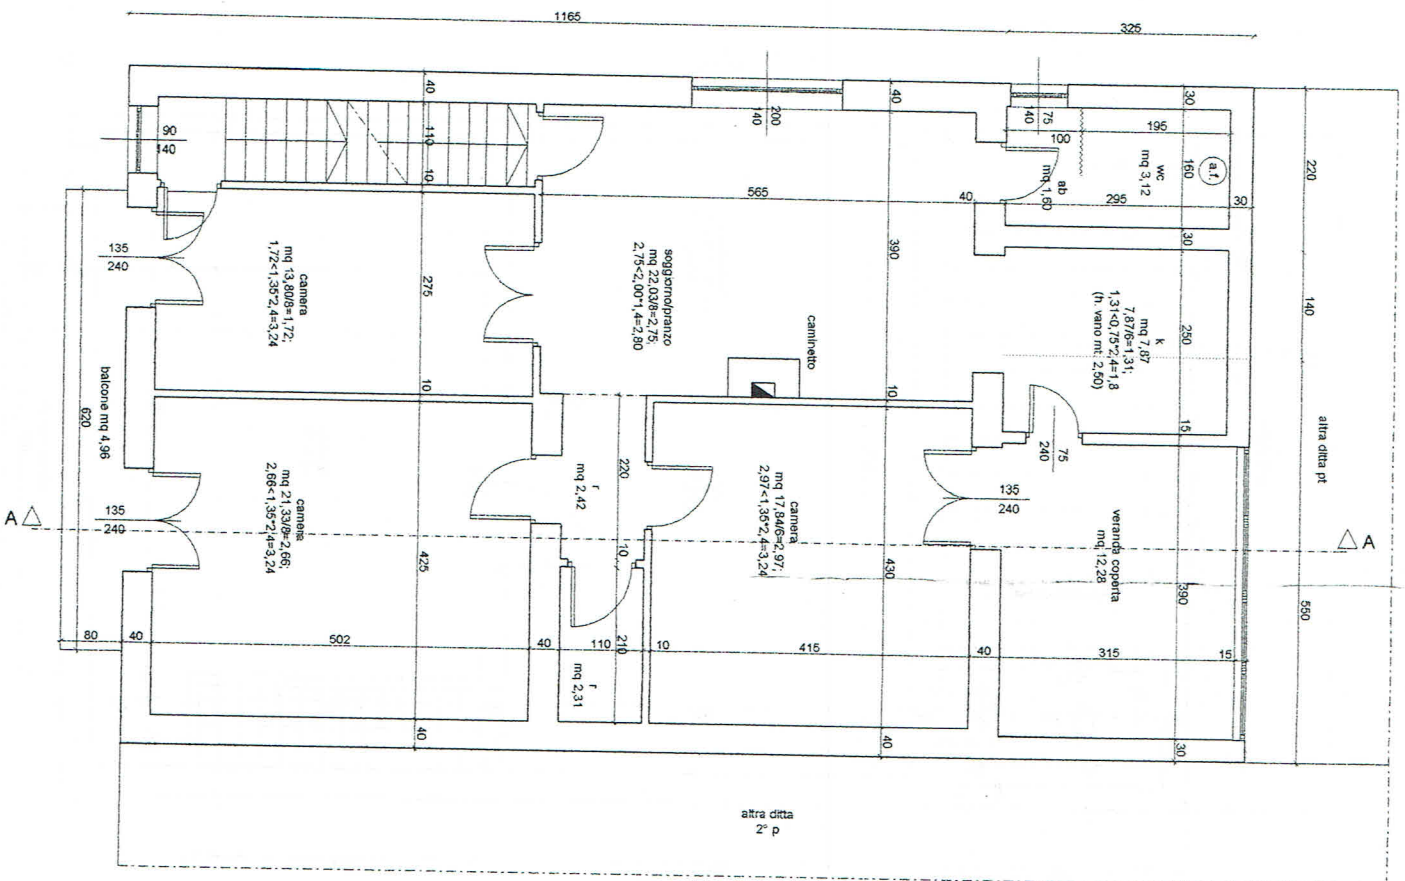 1165
325
40
40
30
200
140
75
140
195
100
90
140
110
10
a.f.
wc
mq 3,12
160
ab
mq 1,60
220
565
40
295
30
30
390
135
240
camera
mq 13,80/8=1,72;
1,72<1,35*2,4=3,24
275
10
soggiorno/pranzo
mq 22,03/8=2,75;
2,75<2,00*1,4=2,80
caminetto
10
k
mq 7,87
7,87/6=1,31;
1,31<0,75*2,4=1,8
(h. vano mt. 2,50)
250
15
140
altra ditta pt
balcone mq 4,96
620
75
240
135
240
A
135
240
camera
mq 21,33/8=2,66;
2,66<1,35*2,4=3,24
425
220
r
mq 2,42
10
camera
mq 17,84/6=2,97;
2,97<1,35*2,4=3,24
430
veranda coperta
mq 12,28
390
A
550
80
40
502
40
110
210
10
415
40
315
15
r
mq 2,31
40
40
30
altra ditta
2° p